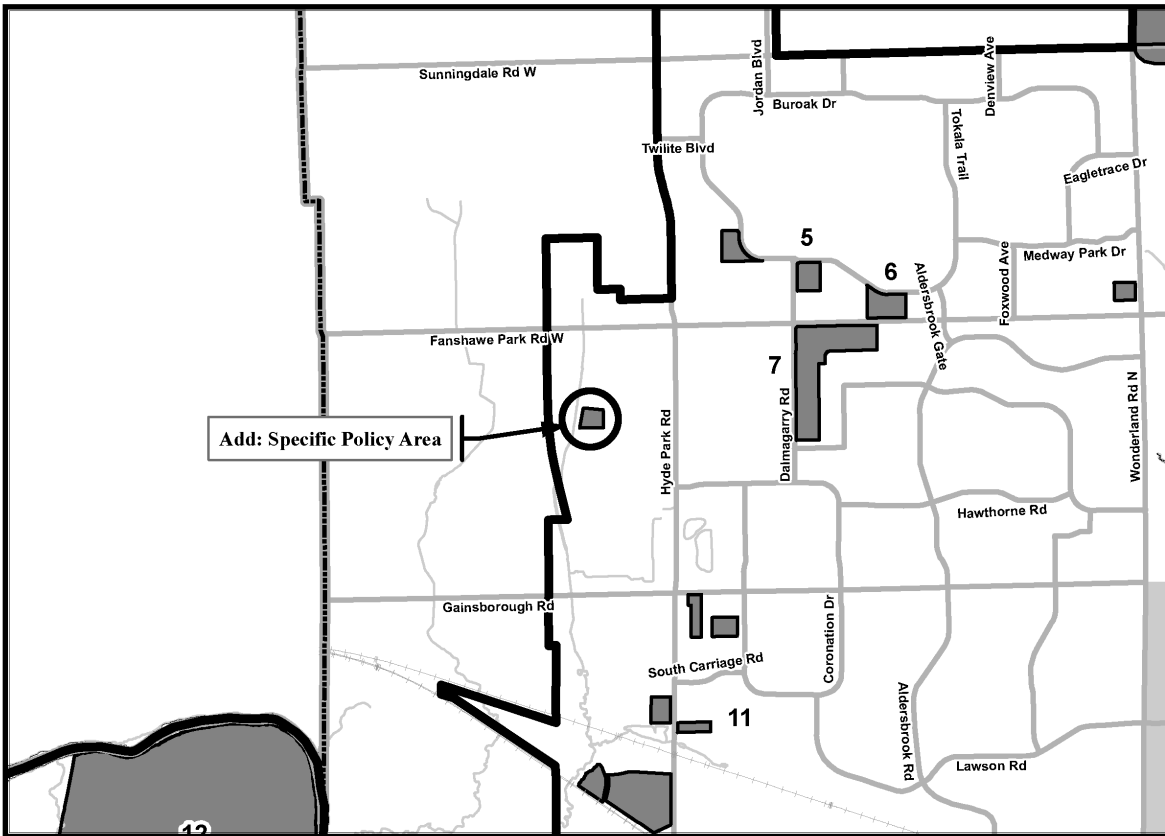 Sunningdale Rd W
Jordan Blvd
Buroak Dr
Denview Ave
Twilite Blvd
Tokala Trail
Eagletrace Dr
5
6
Aldersbrook Gate
Foxwood Ave
Medway Park Dr
Fanshawe Park Rd W
7
Add: Specific Policy Area
Hyde Park Rd
Dalmagarry Rd
Wonderland Rd N
Hawthorne Rd
Gainsborough Rd
South Carriage Rd
Coronation Dr
11
Aldersbrook Rd
Lawson Rd
12